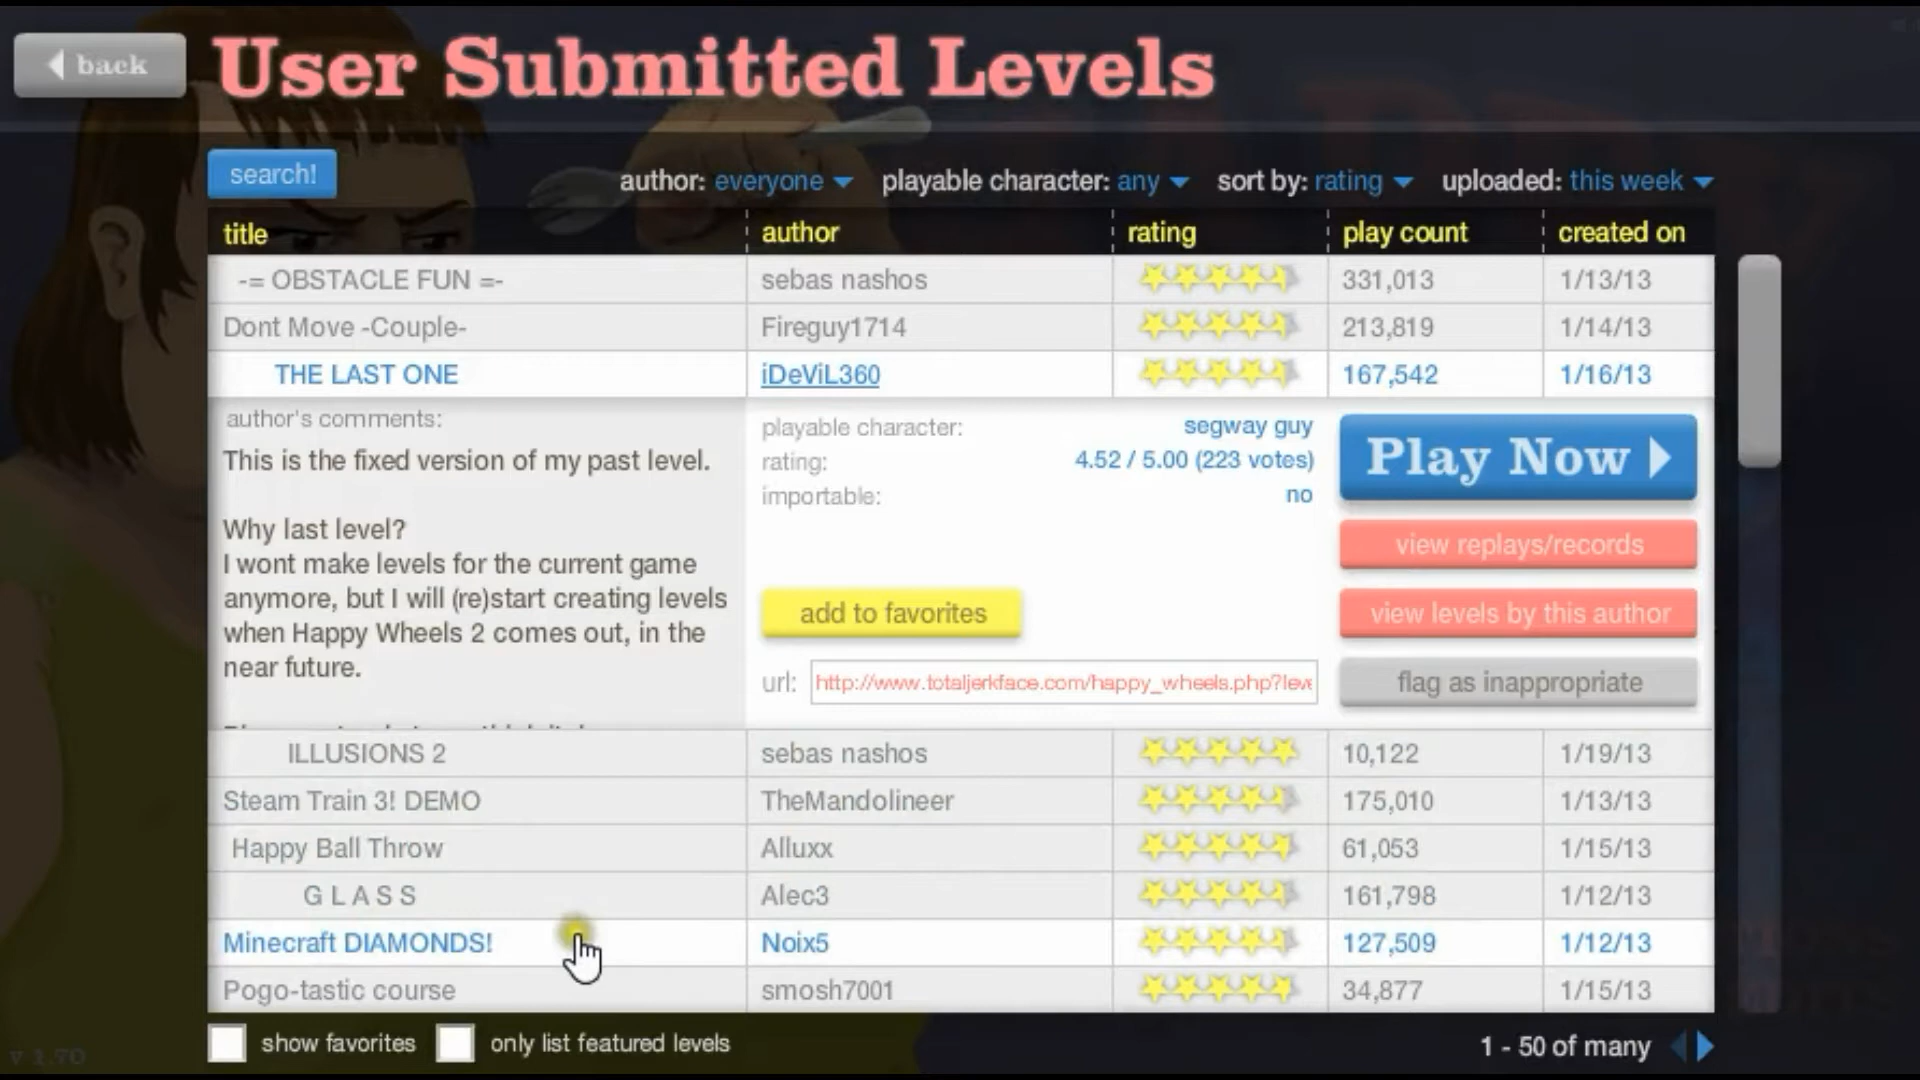 back
User Submitted Levels
search!
author: everyone
playable character: any
sort by: rating
uploaded: this week
title
author
rating
play count
created on
-= OBSTACLE FUN =- sebas nashos 331,013 1/13/13
Dont Move -Couple- Fireguy1714 213,819 1/14/13
THE LAST ONE iDeViL360 167,542 1/16/13
author's comments:
This is the fixed version of my past level.
Why last level?
I wont make levels for the current game
anymore, but I will (re)start creating levels
when Happy Wheels 2 comes out, in the
near future.
playable character: segway guy
rating: 4.52 / 5.00 (223 votes)
importable: no
add to favorites
url: http://www.totaljerkface.com/happy_wheels.php?leve
Play Now
view replays/records
view levels by this author
flag as inappropriate
ILLUSIONS 2 sebas nashos 10,122 1/19/13
Steam Train 3! DEMO TheMandolineer 175,010 1/13/13
Happy Ball Throw Alluxx 61,053 1/15/13
G L A S S Alec3 161,798 1/12/13
Minecraft DIAMONDS! Noix5 127,509 1/12/13
Pogo-tastic course smosh7001 34,877 1/15/13
show favorites
only list featured levels
1 - 50 of many
v 1.70